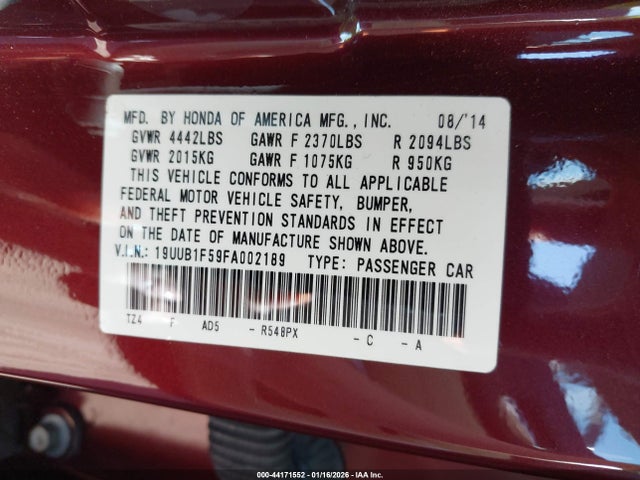 MFD. BY HONDA OF AMERICA MFG., INC. 08/'14
GVWR 4442LBS GAWR F 2370LBS R 2094LBS
GVWR 2015KG GAWR F 1075KG R 950KG
THIS VEHICLE CONFORMS TO ALL APPLICABLE
FEDERAL MOTOR VEHICLE SAFETY, BUMPER,
AND THEFT PREVENTION STANDARDS IN EFFECT
ON THE DATE OF MANUFACTURE SHOWN ABOVE.
V.I.N.: 19UUB1F59FA002189 TYPE: PASSENGER CAR
TZ4 F AD5 - R548PX - C - A
000-44171552 - 01/16/2026 - IAA Inc.